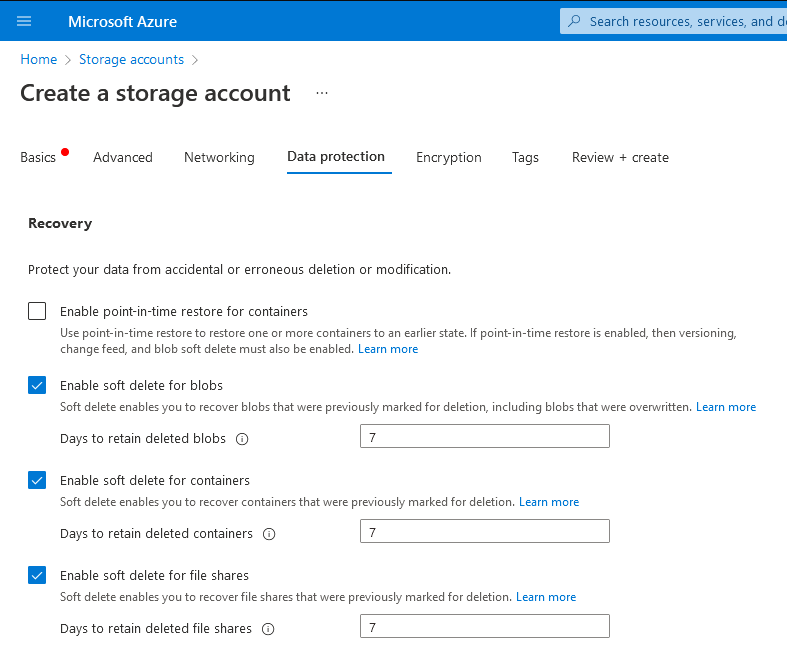 Microsoft Azure
Search resources, services, and
Home > Storage accounts >
Create a storage account ...
Basics Advanced Networking Data protection Encryption Tags Review + create
Recovery
Protect your data from accidental or erroneous deletion or modification.
Enable point-in-time restore for containers
Use point-in-time restore to restore one or more containers to an earlier state. If point-in-time restore is enabled, then versioning,
change feed, and blob soft delete must also be enabled. Learn more
Enable soft delete for blobs
Soft delete enables you to recover blobs that were previously marked for deletion, including blobs that were overwritten. Learn more
Days to retain deleted blobs 7
Enable soft delete for containers
Soft delete enables you to recover containers that were previously marked for deletion. Learn more
Days to retain deleted containers 7
Enable soft delete for file shares
Soft delete enables you to recover file shares that were previously marked for deletion. Learn more
Days to retain deleted file shares 7